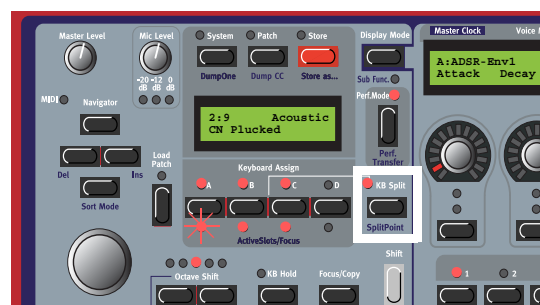 Master Level
Mic Level
-20 -12 0
dB dB dB
MIDI
Navigator
Del
Ins
Sort Mode
Load
Patch
System
Patch
Store
DumpOne
Dump CC
Store as...
2:9 Acoustic
CN Plucked
Keyboard Assign
A
B
C
D
ActiveSlots/Focus
Octave Shift
KB Hold
Focus/Copy
Display Mode
Sub Func.
Perf.Mode
Perf.
Transfer
KB Split
SplitPoint
Shift
Master Clock
Voice M
A:ADSR-Env1
Attack Decay
1
2